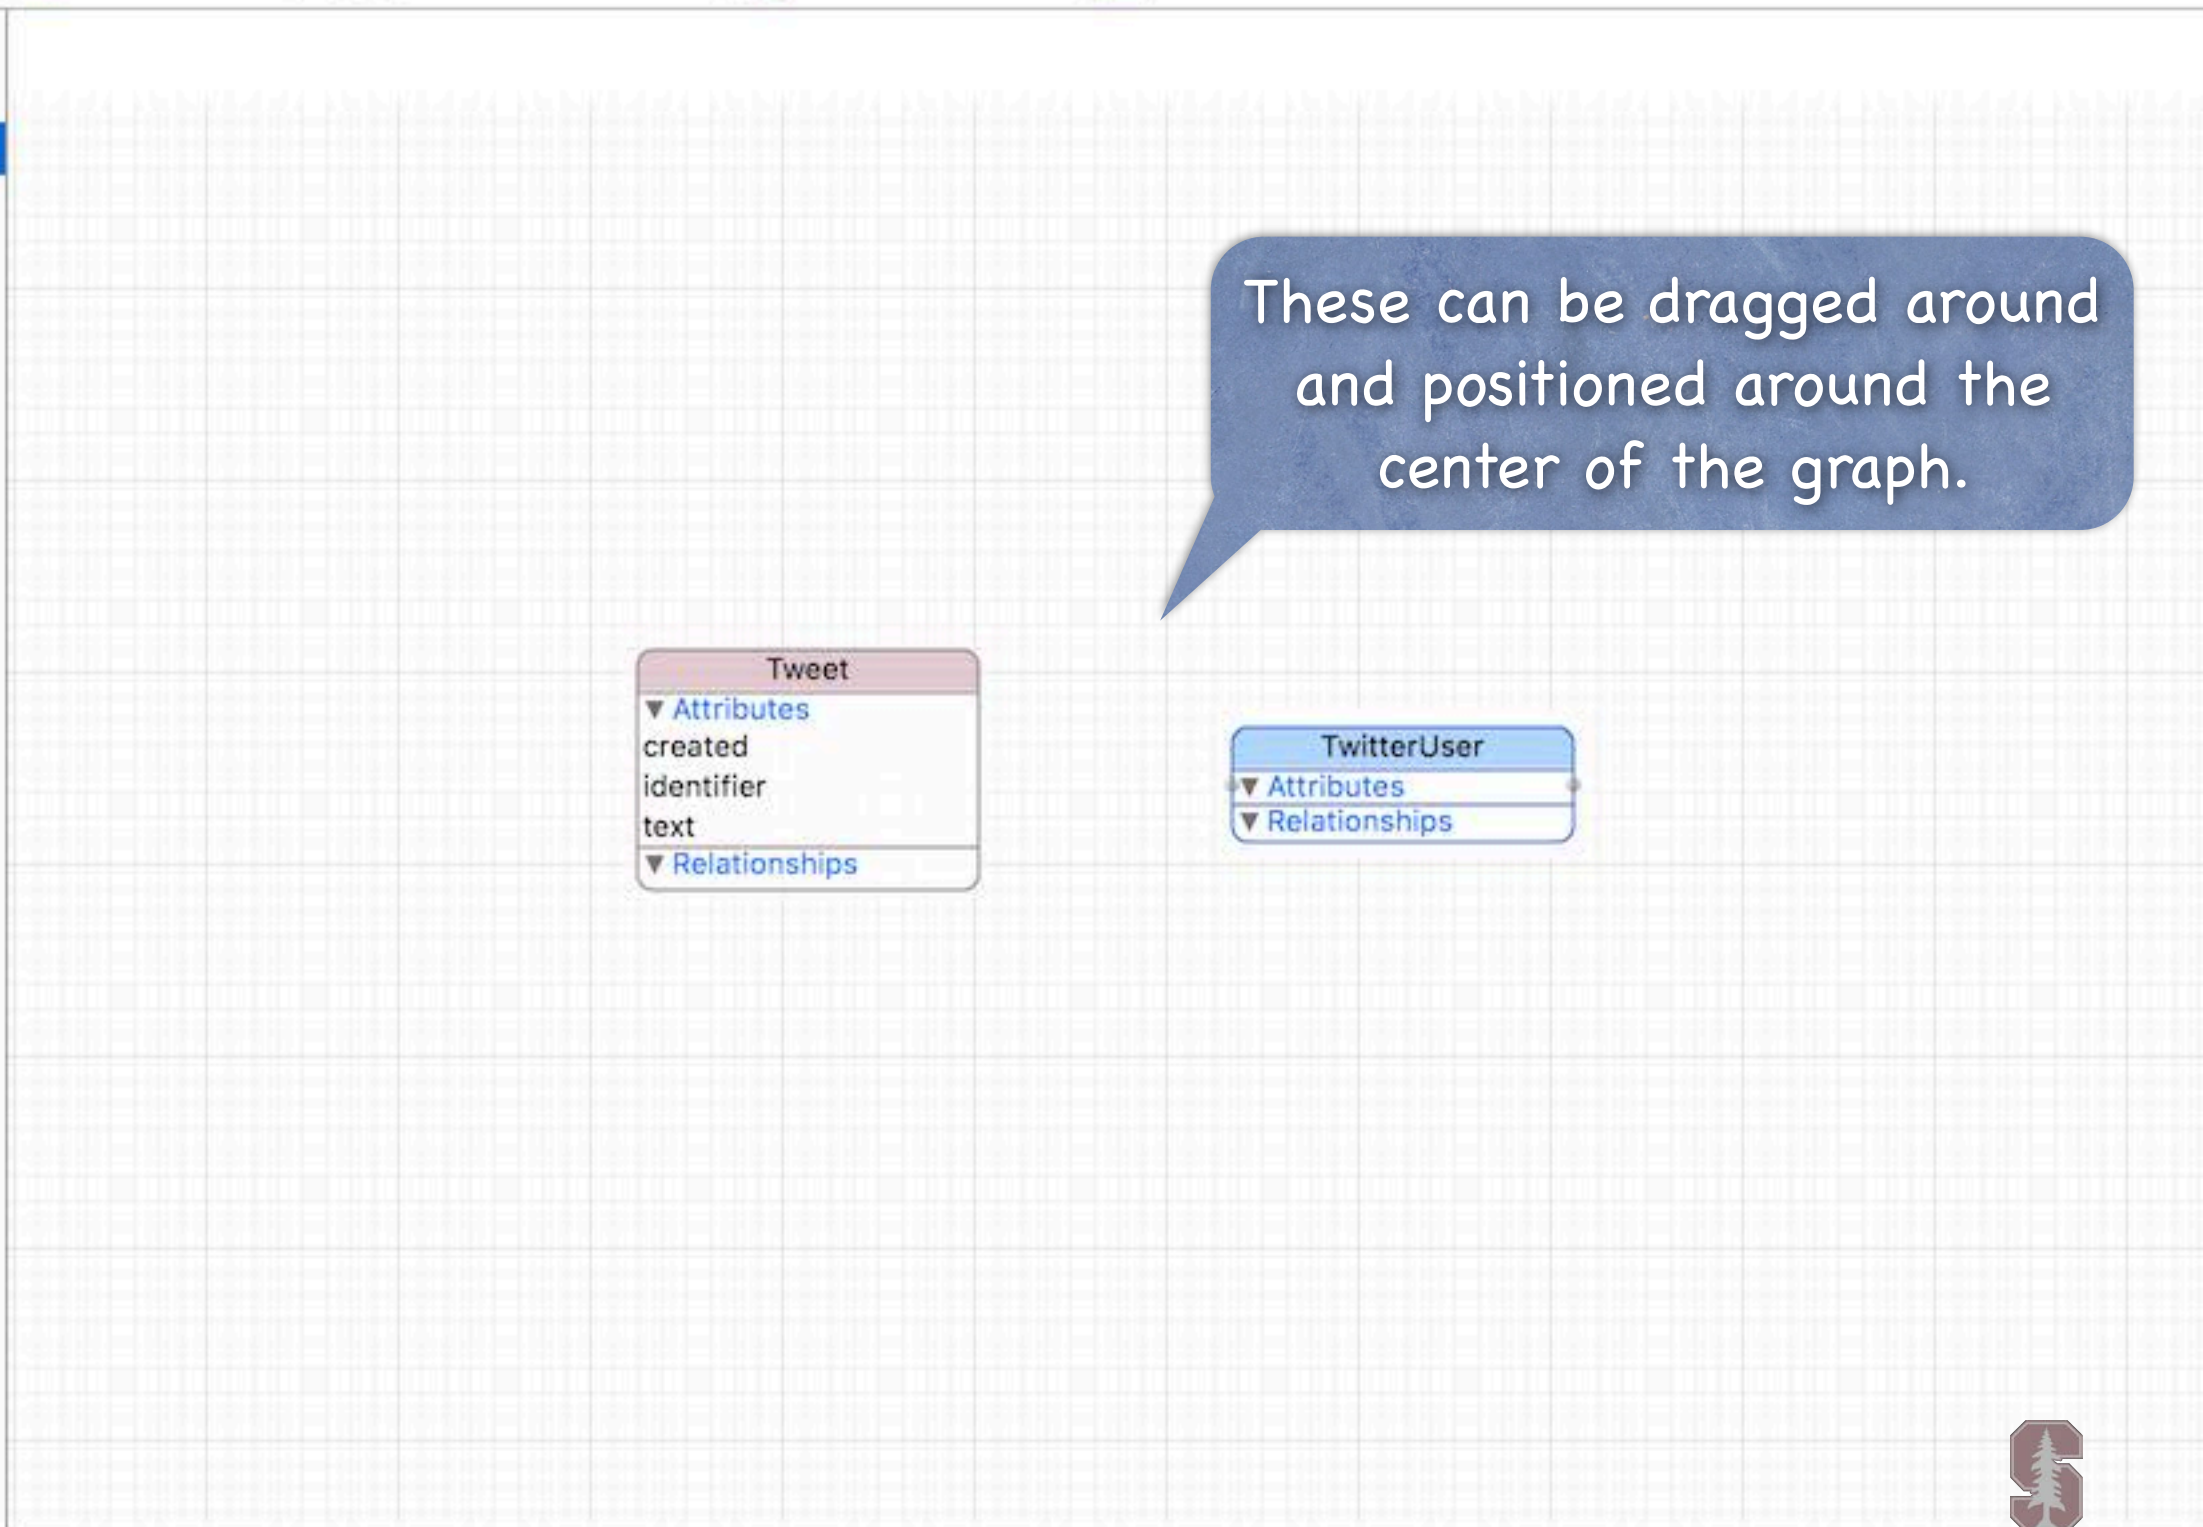 These can be dragged around
and positioned around the
center of the graph.
Tweet
▼ Attributes
created
identifier
text
▼ Relationships
TwitterUser
▼ Attributes
▼ Relationships